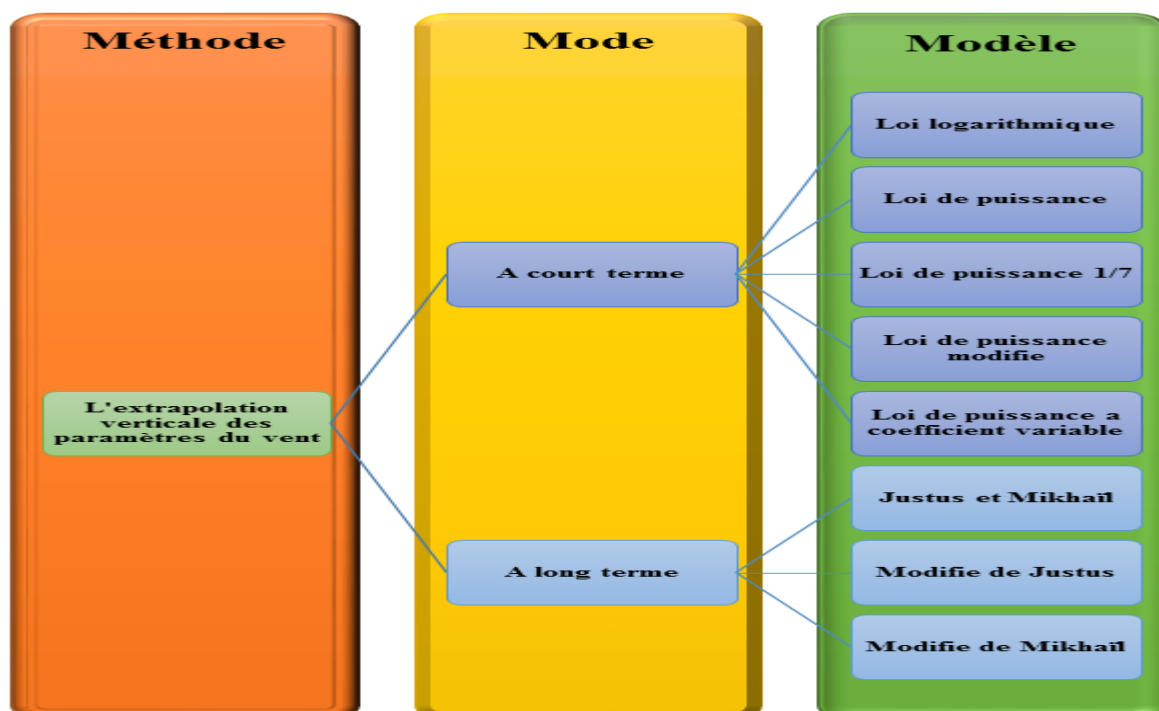 Méthode
Mode
Modèle
L'extrapolation
verticale des
paramètres du vent
A court terme
A long terme
Loi logarithmique
Loi de puissance
Loi de puissance 1/7
Loi de puissance
modifie
Loi de puissance a
coefficient variable
Justus et Mikhaïl
Modifie de Justus
Modifie de Mikhaïl